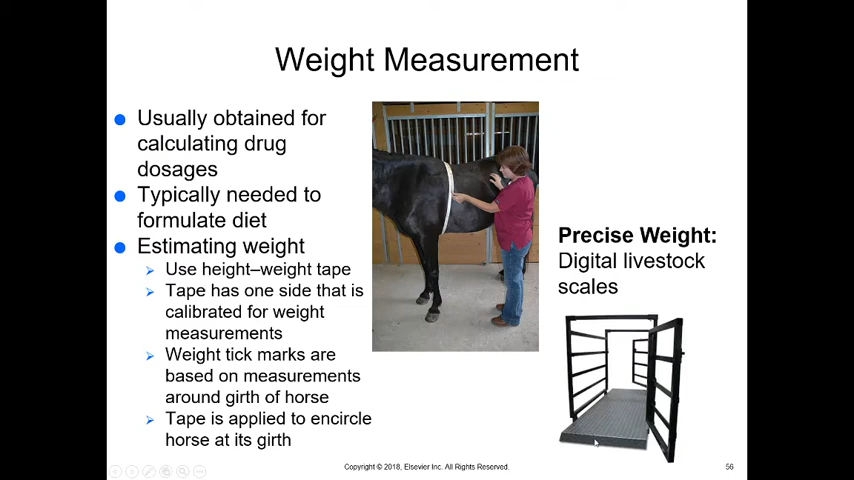 Weight Measurement
Usually obtained for
calculating drug
dosages
Typically needed to
formulate diet
Estimating weight
Use height–weight tape
Tape has one side that is
calibrated for weight
measurements
Weight tick marks are
based on measurements
around girth of horse
Tape is applied to encircle
horse at its girth
Precise Weight:
Digital livestock
scales
Copyright © 2018, Elsevier Inc. All Rights Reserved.
56